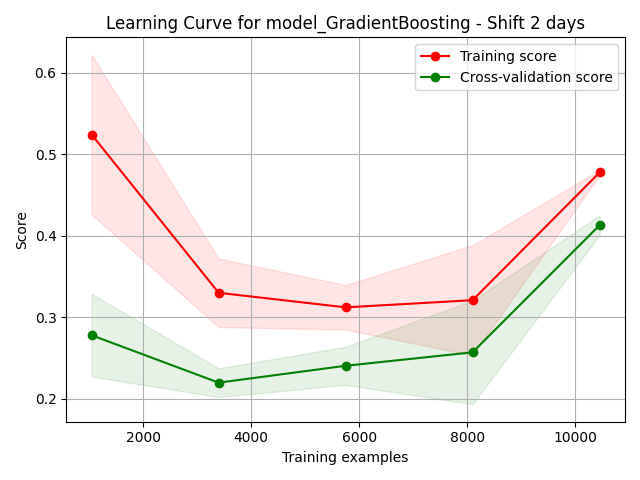 Learning Curve for model_GradientBoosting - Shift 2 days
Training score
Cross-validation score
0.6
0.5
0.4
0.3
0.2
Score
2000
4000
6000
8000
10000
Training examples